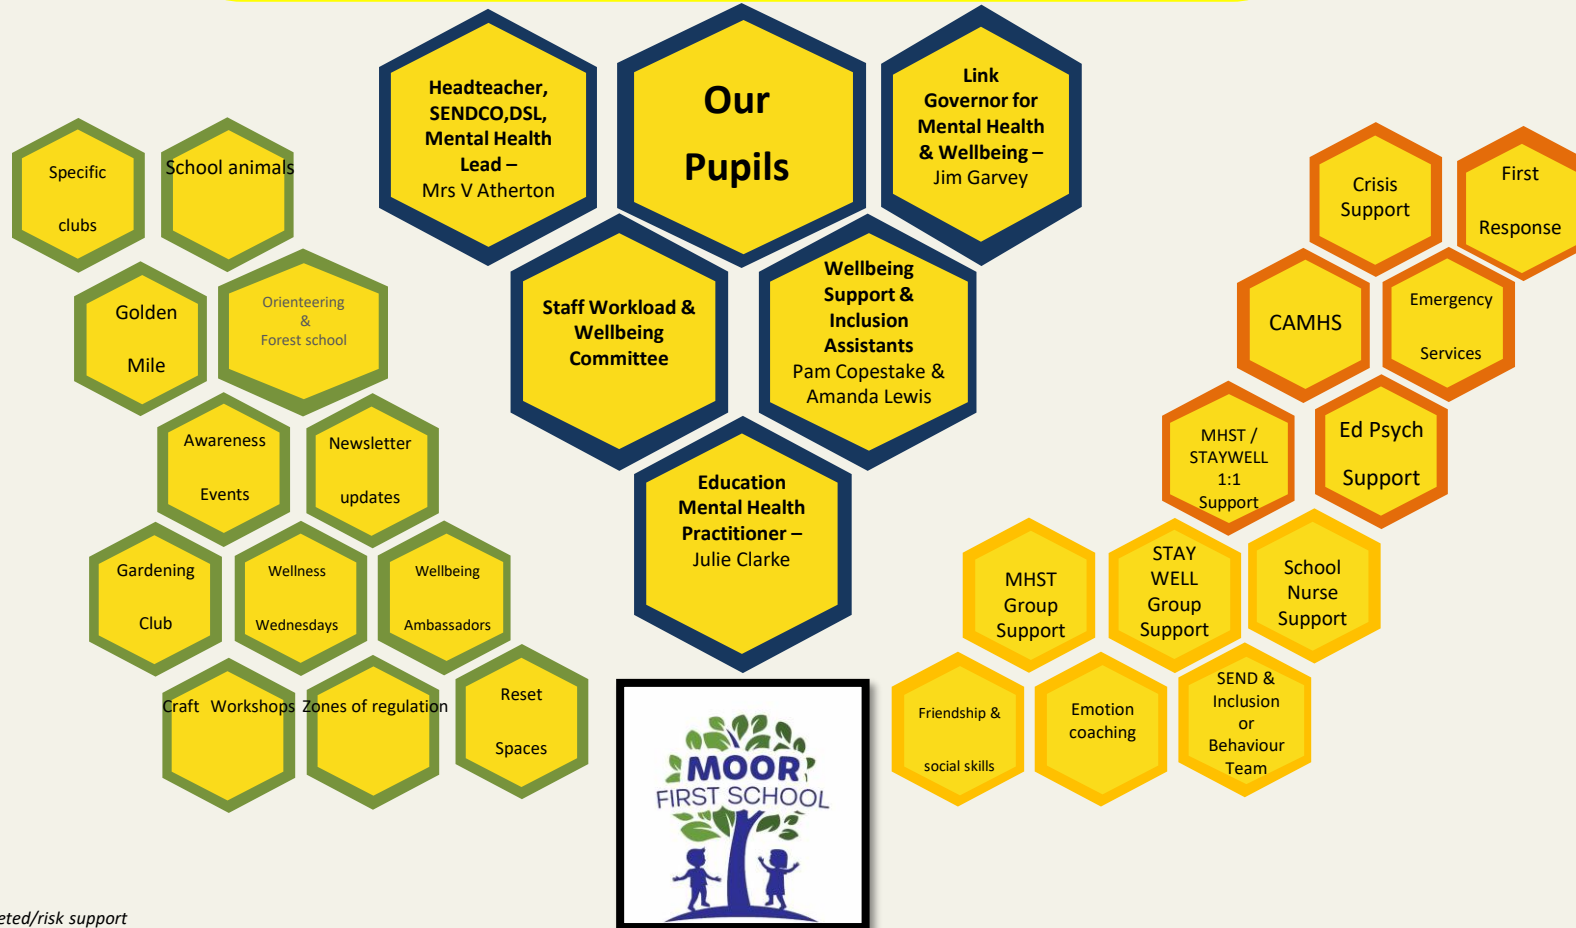 Headteacher,
SENDCO,DSL,
Mental Health
Lead –
Mrs V Atherton
Our
Pupils
Link
Governor for
Mental Health
& Wellbeing –
Jim Garvey
Staff Workload &
Wellbeing
Committee
Wellbeing
Support &
Inclusion
Assistants
Pam Copestake &
Amanda Lewis
Education
Mental Health
Practitioner –
Julie Clarke
Specific
clubs
School animals
Golden
Mile
Orienteering
&
Forest school
Awareness
Events
Newsletter
updates
Gardening
Club
Wellness
Wednesdays
Wellbeing
Ambassadors
Craft Workshops
Zones of regulation
Reset
Spaces
Crisis
Support
First
Response
CAMHS
Emergency
Services
MHST /
STAYWELL
1:1
Support
Ed Psych
Support
MHST
Group
Support
STAY
WELL
Group
Support
School
Nurse
Support
Friendship &
social skills
Emotion
coaching
SEND &
Inclusion
or
Behaviour
Team
MOOR
FIRST SCHOOL
eted/risk support